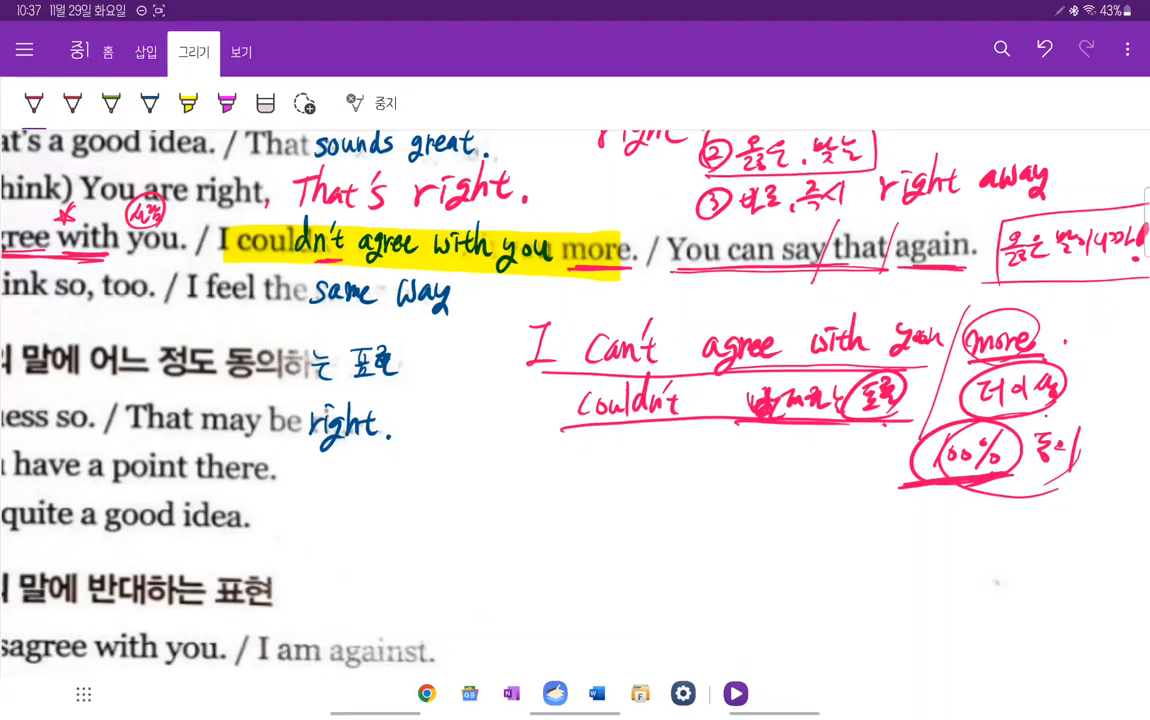 10:37 11월 29일 화요일 43%
중1 홈 삽입 그리기 보기
중지
at's a good idea. / That sounds great.
right ② 옳은, 맞는
hink) You are right, That's right.
③ 바로, 즉시 right away
사람
gree with you. / I couldn't agree with you more. / You can say that again.
옳은 말이니까!
ink so, too. / I feel the same way
I can't agree with you more.
couldn't 표현 더 이상
100% 동의
말에 어느 정도 동의하는 표현
ess so. / That may be right.
have a point there.
quite a good idea.
말에 반대하는 표현
sagree with you. / I am against.